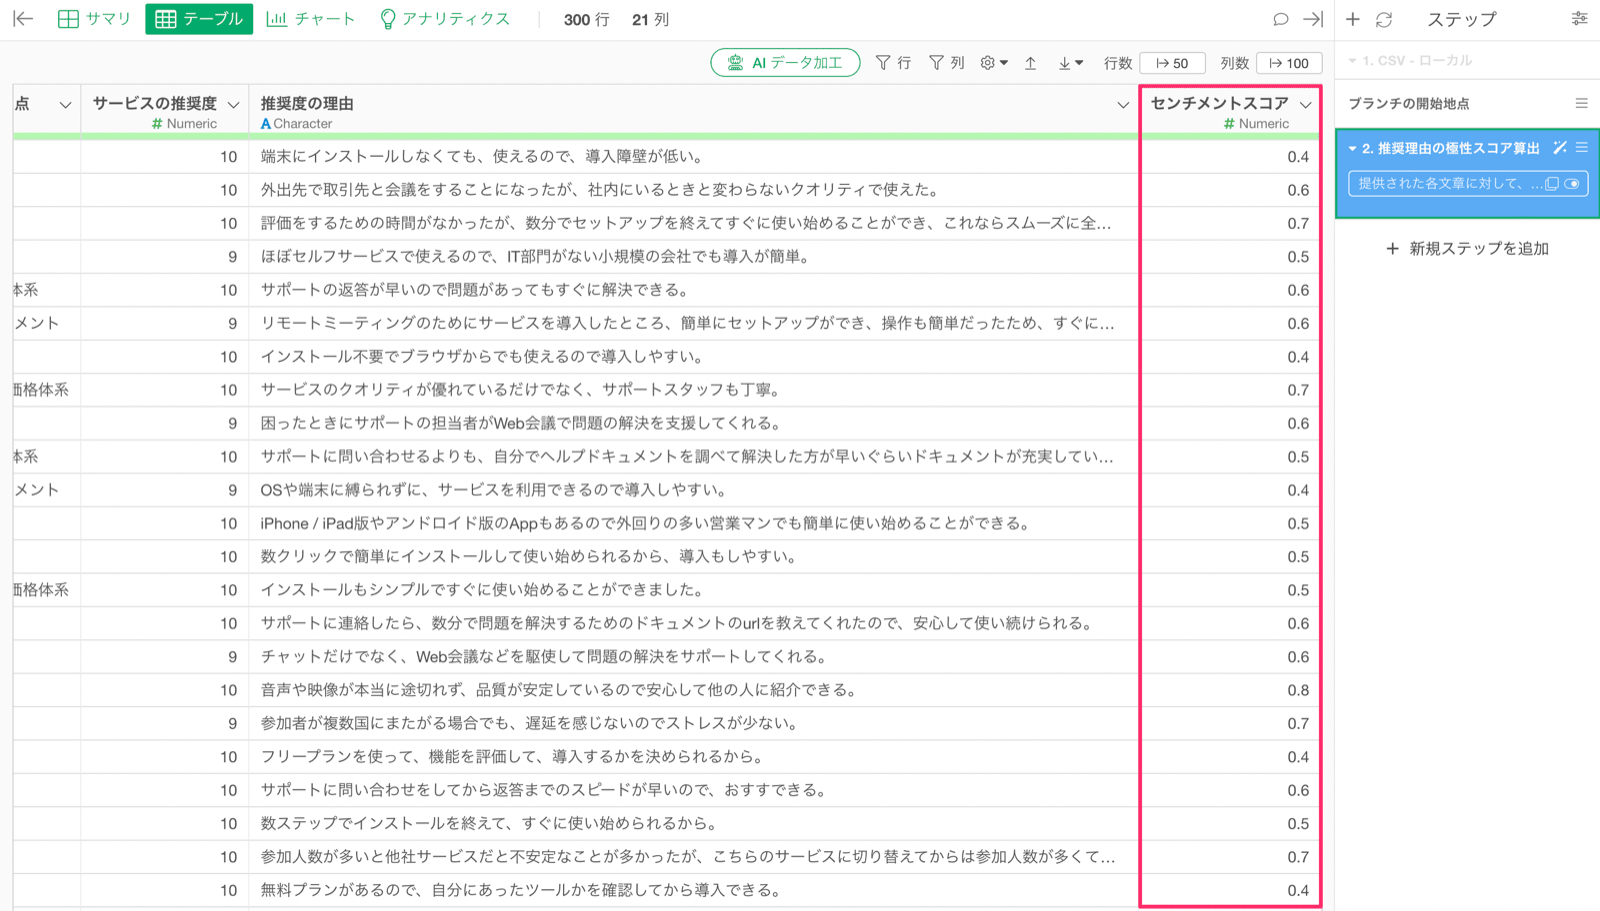 サマリ テーブル チャート アナリティクス 300 行 21 列 ステップ
AI データ加工 行 列 行数 50 列数 100
1. CSV - ローカル
ブランチの開始地点
2. 推奨理由の極性スコア算出
提供された各文章に対して、...
新規ステップを追加
点 サービスの推奨度 推奨度の理由 センチメントスコア
# Numeric A Character # Numeric
10 端末にインストールしなくても、使えるので、導入障壁が低い。 0.4
10 外出先で取引先と会議をすることになったが、社内にいるときと変わらないクオリティで使えた。 0.6
10 評価をするための時間がなかったが、数分でセットアップを終えてすぐに使い始めることができ、これならスムーズに全... 0.7
9 ほぼセルフサービスで使えるので、IT部門がない小規模の会社でも導入が簡単。 0.5
体系 10 サポートの返答が早いので問題があってもすぐに解決できる。 0.6
メント 9 リモートミーティングのためにサービスを導入したところ、簡単にセットアップができ、操作も簡単だったため、すぐに... 0.6
10 インストール不要でブラウザからでも使えるので導入しやすい。 0.4
価格体系 10 サービスのクオリティが優れているだけでなく、サポートスタッフも丁寧。 0.7
9 困ったときにサポートの担当者がWeb会議で問題の解決を支援してくれる。 0.6
体系 10 サポートに問い合わせるよりも、自分でヘルプドキュメントを調べて解決した方が早いぐらいドキュメントが充実してい... 0.5
メント 9 OSや端末に縛られずに、サービスを利用できるので導入しやすい。 0.4
10 iPhone / iPad版やアンドロイド版のAppもあるので外回りの多い営業マンでも簡単に使い始めることができる。 0.5
10 数クリックで簡単にインストールして使い始められるから、導入もしやすい。 0.5
価格体系 10 インストールもシンプルですぐに使い始めることができました。 0.5
10 サポートに連絡したら、数分で問題を解決するためのドキュメントのurlを教えてくれたので、安心して使い続けられる。 0.6
9 チャットだけでなく、Web会議などを駆使して問題の解決をサポートしてくれる。 0.6
10 音声や映像が本当に途切れず、品質が安定しているので安心して他の人に紹介できる。 0.8
9 参加者が複数国にまたがる場合でも、遅延を感じないのでストレスが少ない。 0.7
10 フリープランを使って、機能を評価して、導入するかを決められるから。 0.4
10 サポートに問い合わせをしてから返答までのスピードが早いので、おすすできる。 0.6
10 数ステップでインストールを終えて、すぐに使い始められるから。 0.5
10 参加人数が多いと他社サービスだと不安定なことが多かったが、こちらのサービスに切り替えてからは参加人数が多くて... 0.7
10 無料プランがあるので、自分にあったツールかを確認してから導入できる。 0.4